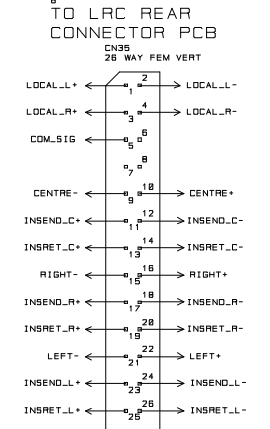 TO LRC REAR
CONNECTOR PCB
CN35
26 WAY FEM VERT
LOCAL_L+ 1 2 LOCAL_L-
LOCAL_R+ 3 4 LOCAL_R-
COM_SIG 5 6
7 8
CENTRE- 9 10 CENTRE+
INSEND_C+ 11 12 INSEND_C-
INSRET_C+ 13 14 INSRET_C-
RIGHT- 15 16 RIGHT+
INSEND_R+ 17 18 INSEND_R-
INSRET_R+ 19 20 INSRET_R-
LEFT- 21 22 LEFT+
INSEND_L+ 23 24 INSEND_L-
INSRET_L+ 25 26 INSRET_L-